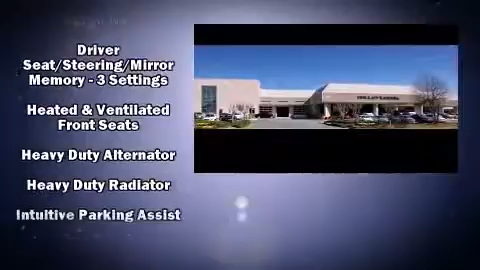 Driver
Seat/Steering/Mirror
Memory - 3 Settings
Heated & Ventilated
Front Seats
Heavy Duty Alternator
Heavy Duty Radiator
Intuitive Parking Assist